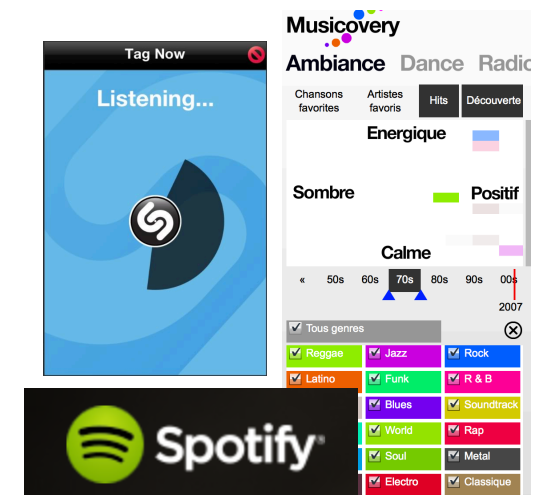 Tag Now
Listening...
Musicovery
Ambiance Dance Radio
Chansons favorites
Artistes favoris
Hits
Découverte
Energique
Sombre
Positif
Calme
« 50s 60s 70s 80s 90s 00s
2007
Tous genres
Reggae Jazz Rock
Latino Funk R & B
Blues Soundtrack
World Rap
Soul Metal
Electro Classique
Spotify